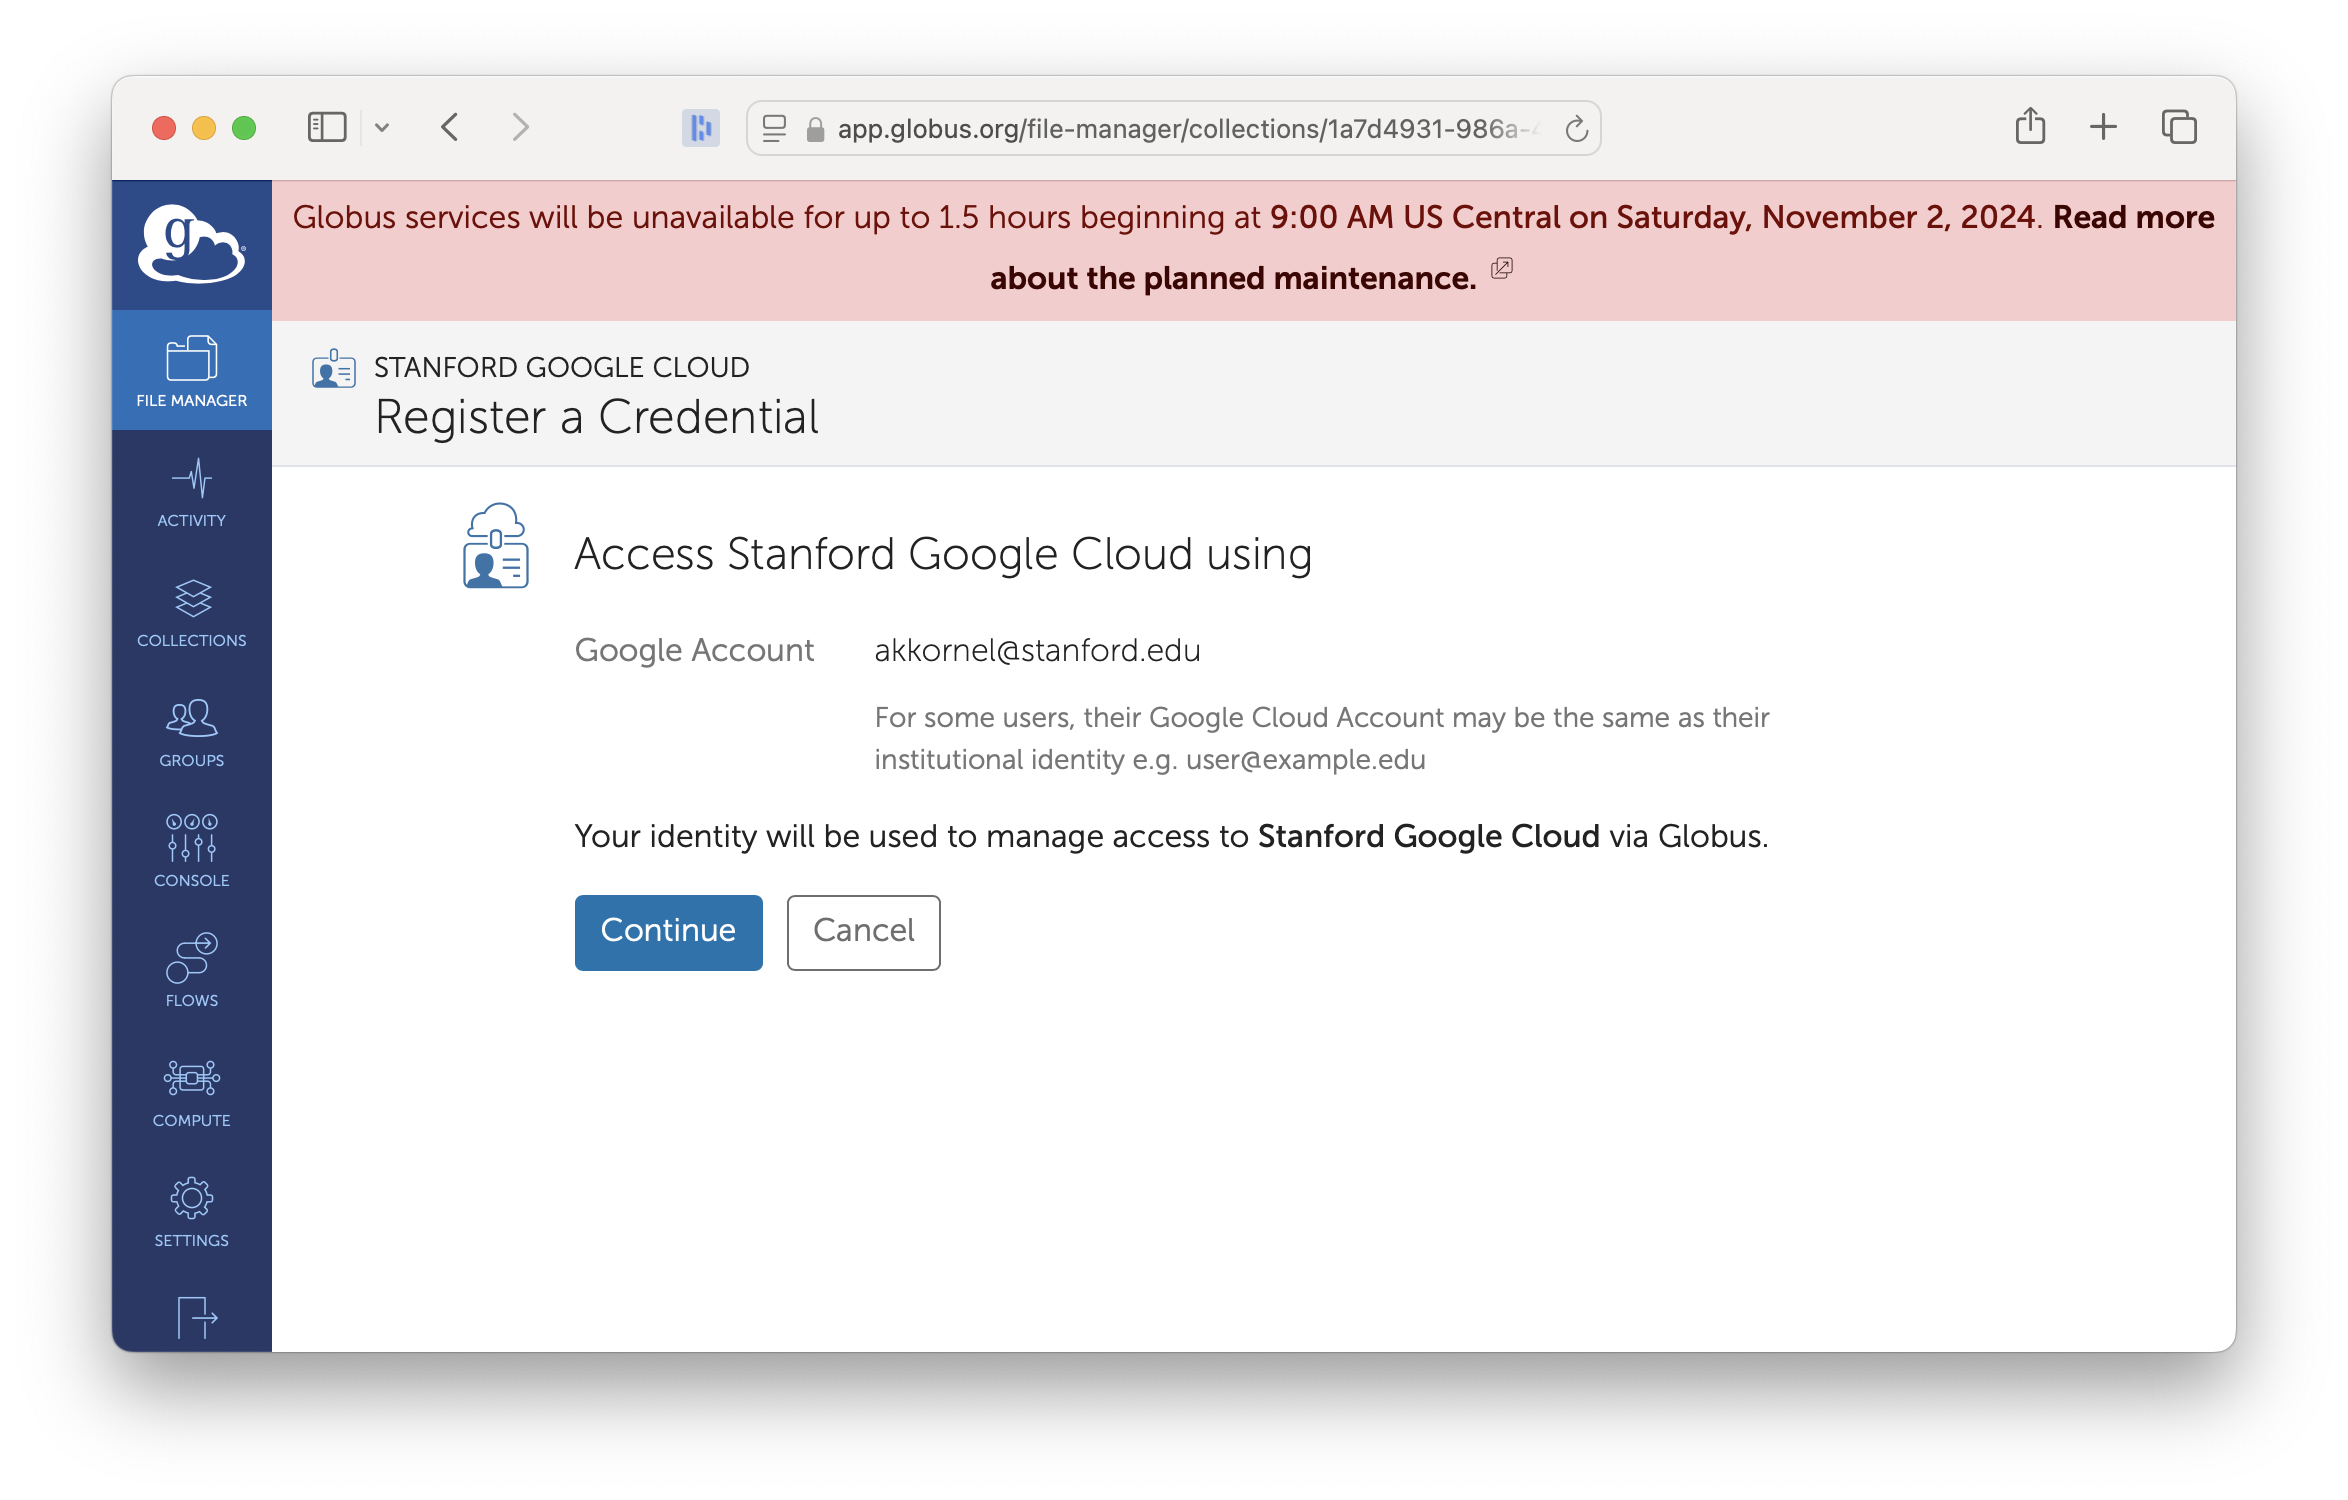 app.globus.org/file-manager/collections/1a7d4931-986a-
Globus services will be unavailable for up to 1.5 hours beginning at 9:00 AM US Central on Saturday, November 2, 2024. Read more
about the planned maintenance.
g
FILE MANAGER
ACTIVITY
COLLECTIONS
GROUPS
CONSOLE
FLOWS
COMPUTE
SETTINGS
STANFORD GOOGLE CLOUD
Register a Credential
Access Stanford Google Cloud using
Google Account akkornel@stanford.edu
For some users, their Google Cloud Account may be the same as their
institutional identity e.g. user@example.edu
Your identity will be used to manage access to Stanford Google Cloud via Globus.
Continue Cancel